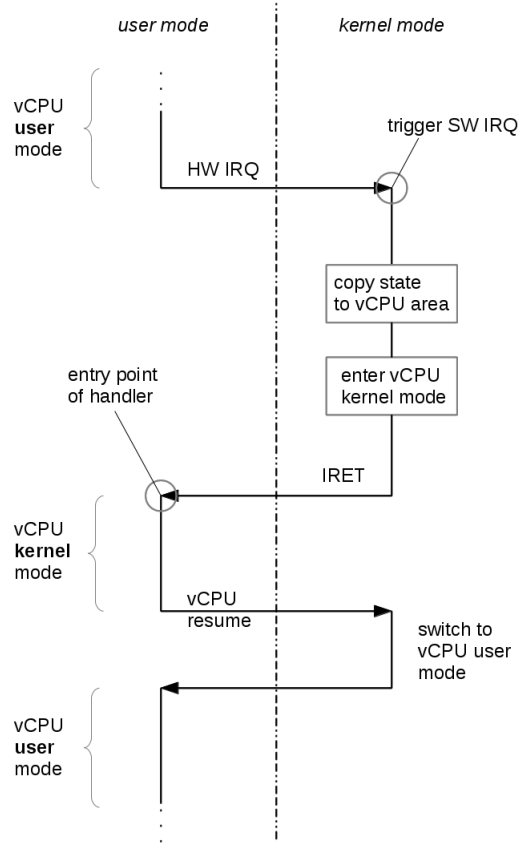 user mode
kernel mode
vCPU
user
mode
trigger SW IRQ
HW IRQ
copy state
to vCPU area
enter vCPU
kernel mode
entry point
of handler
IRET
vCPU
kernel
mode
vCPU
resume
switch to
vCPU user
mode
vCPU
user
mode